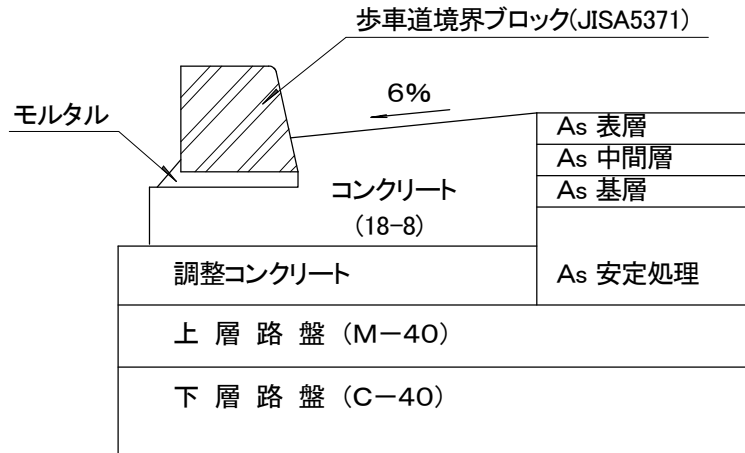 歩車道境界ブロック(JISA5371)
6%
モルタル
As 表層
As 中間層
As 基層
コンクリート
(18-8)
調整コンクリート
As 安定処理
上 層 路 盤 (M-40)
下 層 路 盤 (C-40)